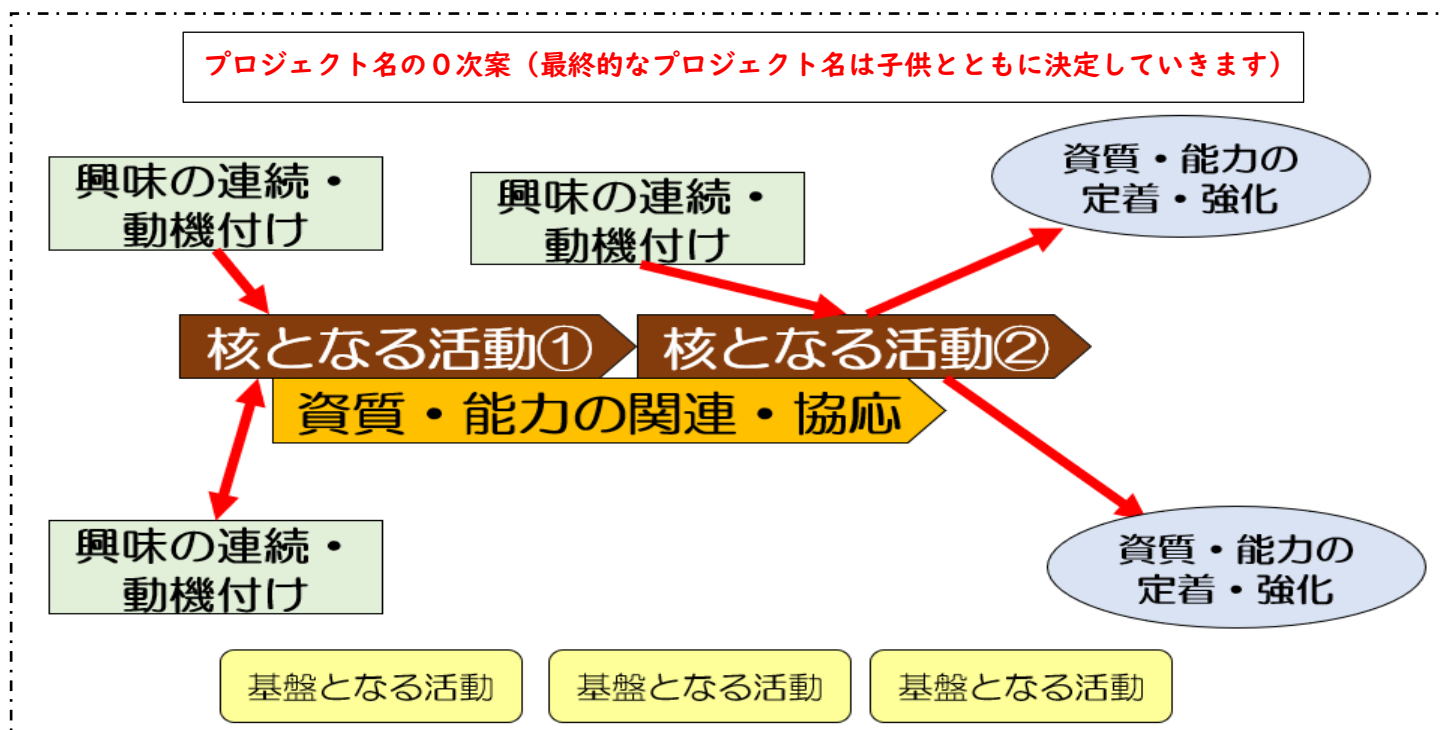 プロジェクト名の０次案（最終的なプロジェクト名は子供とともに決定していきます）
興味の連続・
動機付け
興味の連続・
動機付け
資質・能力の
定着・強化
核となる活動①
核となる活動②
資質・能力の関連・協応
興味の連続・
動機付け
資質・能力の
定着・強化
基盤となる活動
基盤となる活動
基盤となる活動